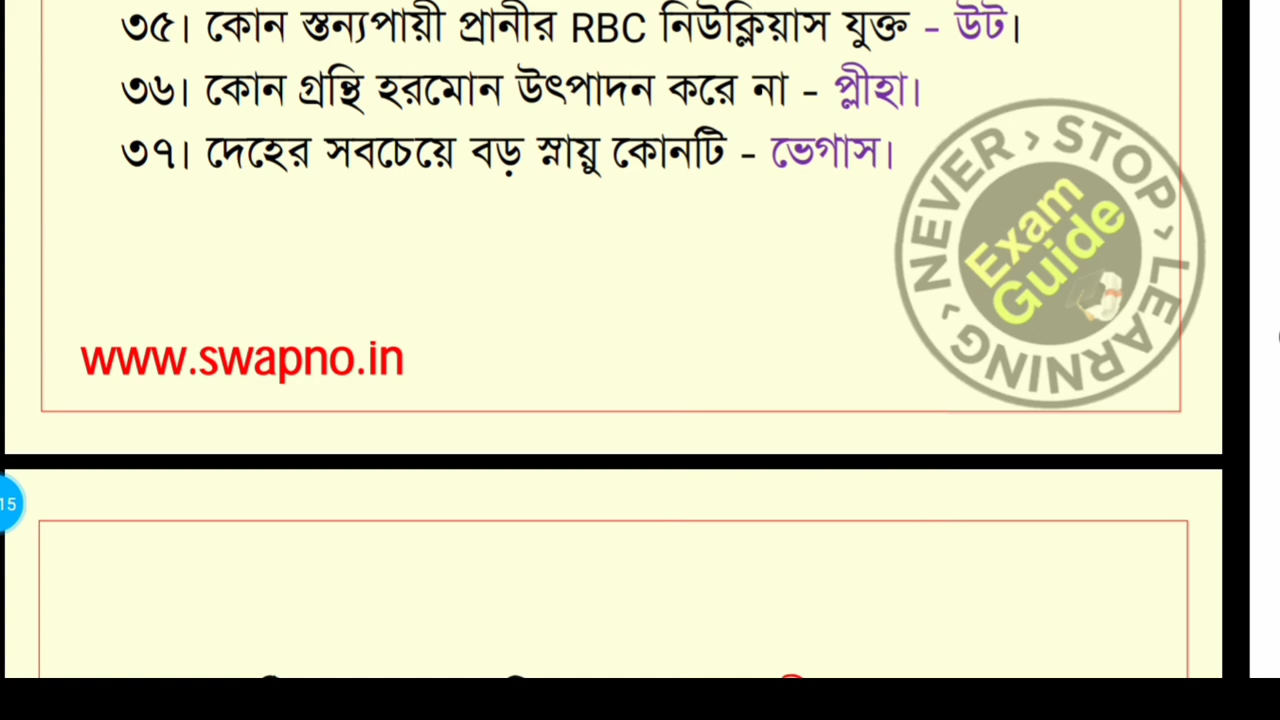 ৩৫। কোন স্তন্যপায়ী প্রানীর RBC নিউক্লিয়াস যুক্ত - উট।
৩৬। কোন গ্রন্থি হরমোন উৎপাদন করে না - প্লীহা।
৩৭। দেহের সবচেয়ে বড় স্নায়ু কোনটি - ভেগাস।
NEVER > STOP > LEARNING >
Exam
Guide
www.swapno.in
15